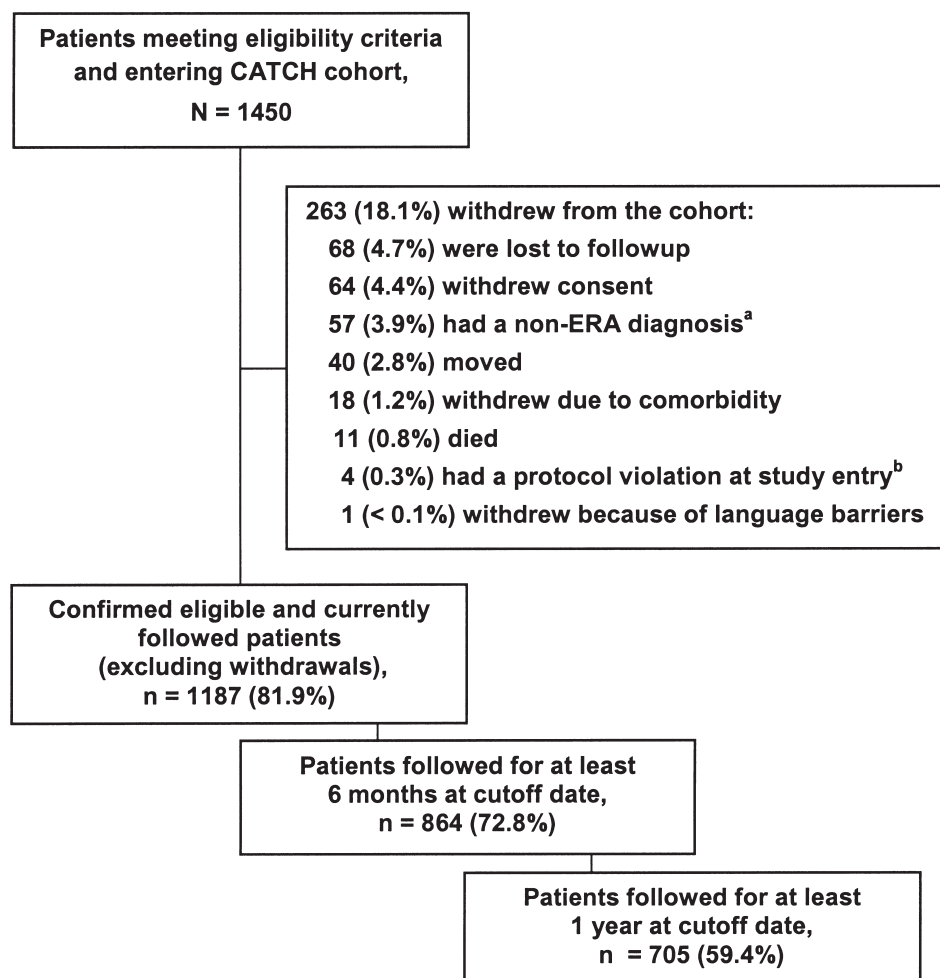 Patients meeting eligibility criteria
and entering CATCH cohort,
N = 1450
263 (18.1%) withdrew from the cohort:
68 (4.7%) were lost to followup
64 (4.4%) withdrew consent
57 (3.9%) had a non-ERA diagnosisᵃ
40 (2.8%) moved
18 (1.2%) withdrew due to comorbidity
11 (0.8%) died
4 (0.3%) had a protocol violation at study entryᵇ
1 (< 0.1%) withdrew because of language barriers
Confirmed eligible and currently
followed patients
(excluding withdrawals),
n = 1187 (81.9%)
Patients followed for at least
6 months at cutoff date,
n = 864 (72.8%)
Patients followed for at least
1 year at cutoff date,
n = 705 (59.4%)